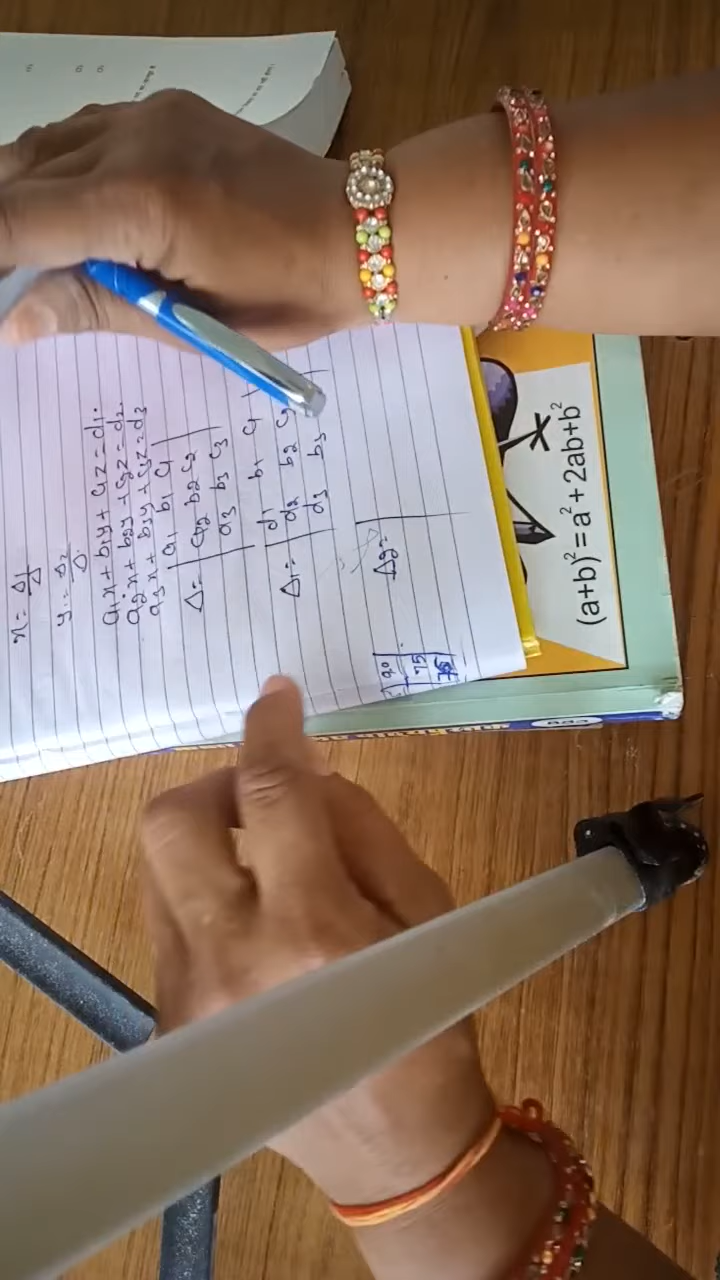 x = Δ1/Δ
y = Δ2/Δ
a1x + b1y + c1z = d1.
a2x + b2y + c2z = d2.
a3x + b3y + c3z = d3
Δ = | a1 b1 c1 |
a2 b2 c2
a3 b3 c3
Δ1 = | d1 b1 c1 |
d2 b2 c2
d3 b3
Δ2 =
75
(a+b)² = a² + 2ab + b²